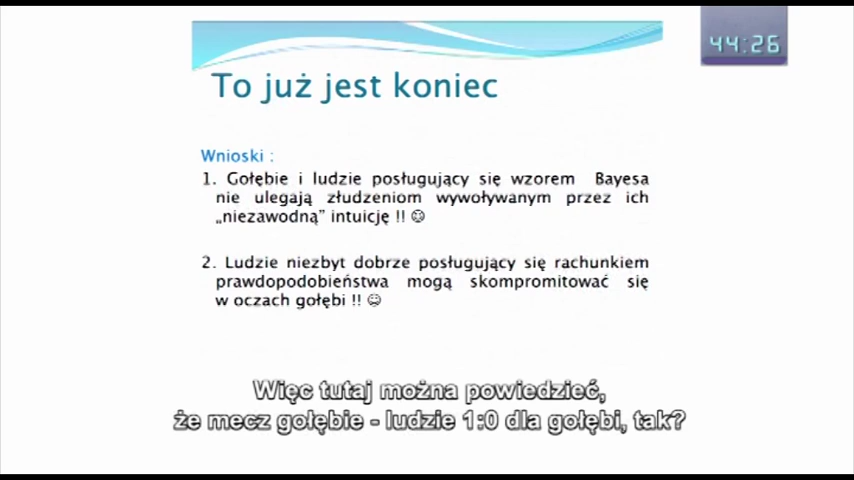 44:26
To już jest koniec
Wnioski :
1. Gołębie i ludzie posługujący się wzorem Bayesa
nie ulegają złudzeniom wywoływanym przez ich
„niezawodną” intuicję !! ☺
2. Ludzie niezbyt dobrze posługujący się rachunkiem
prawdopodobieństwa mogą skompromitować się
w oczach gołębi !! ☺
Więc tutaj można powiedzieć,
że mecz gołębie - ludzie 1:0 dla gołębi, tak?